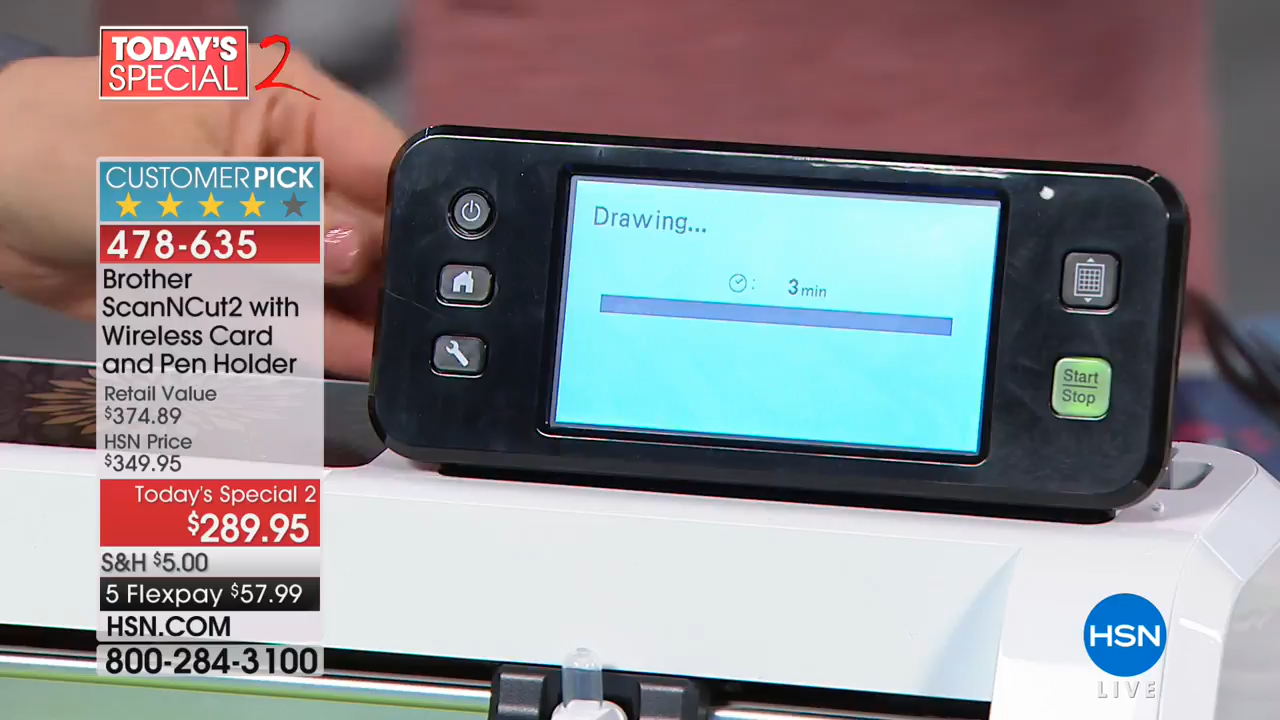 TODAY'S
SPECIAL 2
CUSTOMER PICK
478-635
Brother
ScanNCut2 with
Wireless Card
and Pen Holder
Retail Value
$374.89
HSN Price
$349.95
Today's Special 2
$289.95
S&H $5.00
5 Flexpay $57.99
HSN.COM
800-284-3100
Drawing...
: 3 min
Start
Stop
HSN
LIVE